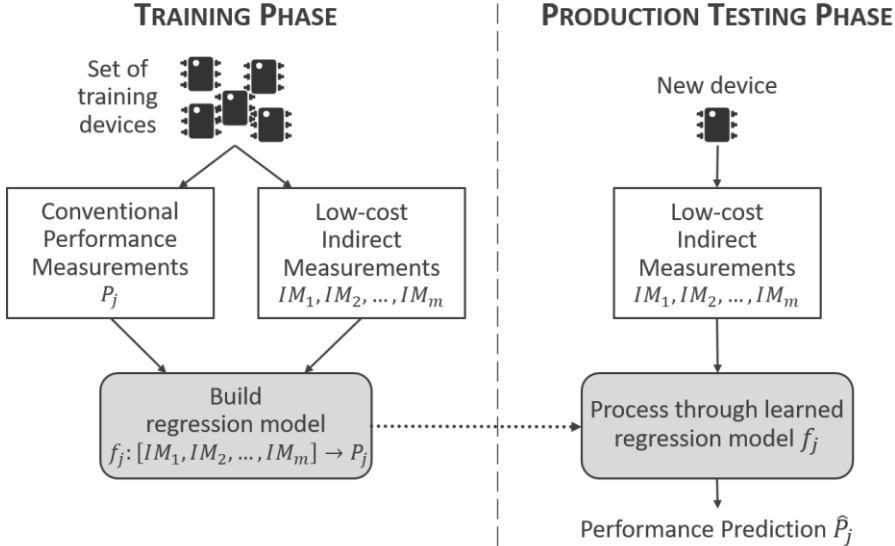 TRAINING PHASE
Set of
training
devices
Conventional
Performance
Measurements
P_j
Low-cost
Indirect
Measurements
IM_1, IM_2, ... , IM_m
Build
regression model
f_j: [IM_1, IM_2, ... , IM_m] → P_j
PRODUCTION TESTING PHASE
New device
Low-cost
Indirect
Measurements
IM_1, IM_2, ... , IM_m
Process through learned
regression model f_j
Performance Prediction P̂_j